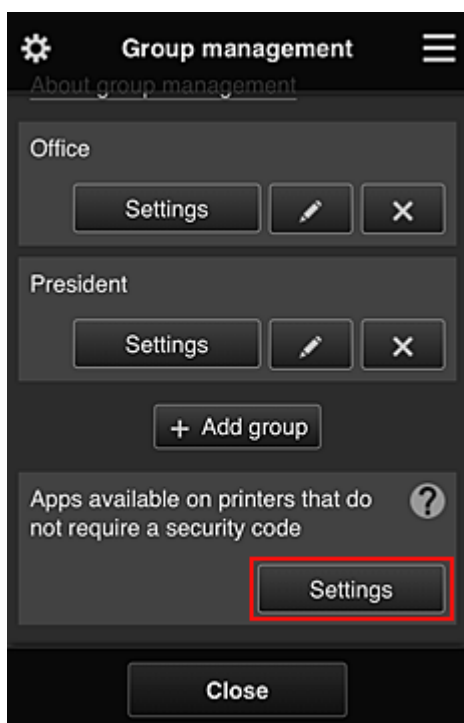 Group management
About group management
Office
Settings
President
Settings
+ Add group
Apps available on printers that do
not require a security code
?
Settings
Close